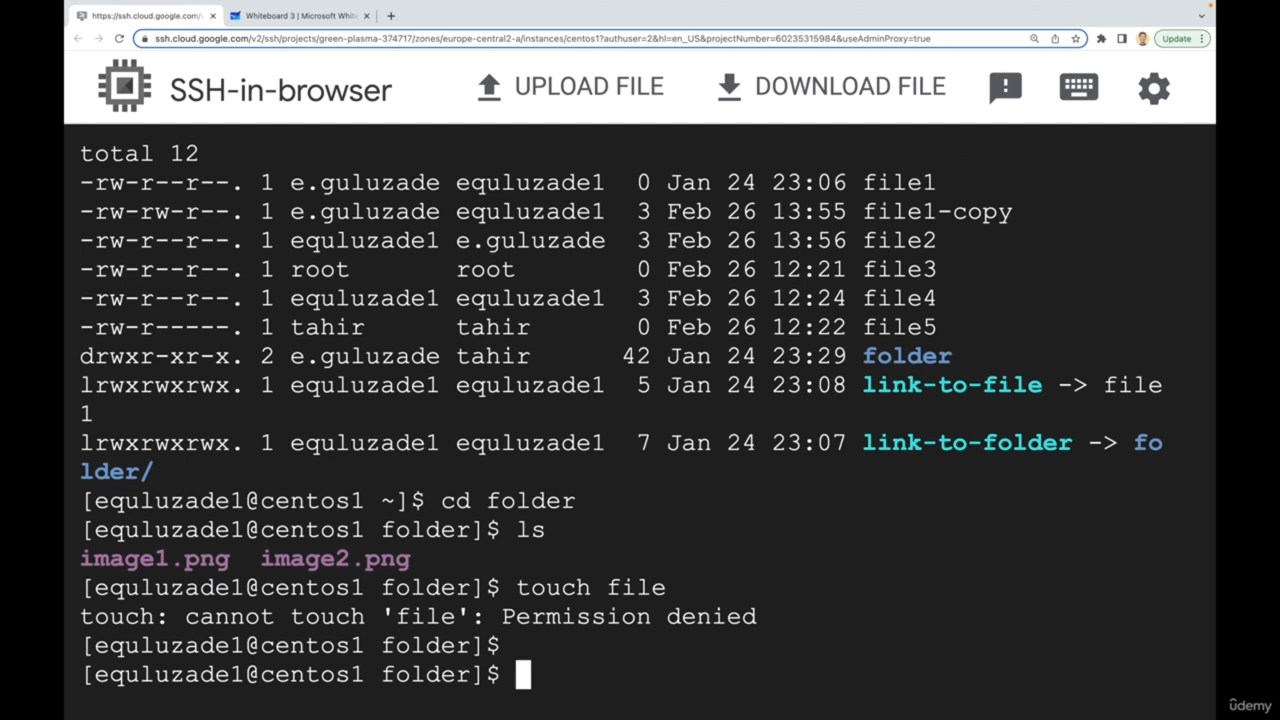 https://ssh.cloud.google.com/v
Whiteboard 3 | Microsoft White
ssh.cloud.google.com/v2/ssh/projects/green-plasma-374717/zones/europe-central2-a/instances/centos1?authuser=2&hl=en_US&projectNumber=60235315984&useAdminProxy=true
Update
SSH-in-browser
UPLOAD FILE
DOWNLOAD FILE
total 12
-rw-r--r--. 1 e.guluzade equluzade1  0 Jan 24 23:06 file1
-rw-rw-r--. 1 e.guluzade equluzade1  3 Feb 26 13:55 file1-copy
-rw-r--r--. 1 equluzade1 e.guluzade  3 Feb 26 13:56 file2
-rw-r--r--. 1 root       root        0 Feb 26 12:21 file3
-rw-r--r--. 1 equluzade1 equluzade1  3 Feb 26 12:24 file4
-rw-r-----. 1 tahir      tahir       0 Feb 26 12:22 file5
drwxr-xr-x. 2 e.guluzade tahir      42 Jan 24 23:29 folder
lrwxrwxrwx. 1 equluzade1 equluzade1  5 Jan 24 23:08 link-to-file -> file
1
lrwxrwxrwx. 1 equluzade1 equluzade1  7 Jan 24 23:07 link-to-folder -> fo
lder/
[equluzade1@centos1 ~]$ cd folder
[equluzade1@centos1 folder]$ ls
image1.png  image2.png
[equluzade1@centos1 folder]$ touch file
touch: cannot touch 'file': Permission denied
[equluzade1@centos1 folder]$
[equluzade1@centos1 folder]$
ûdemy